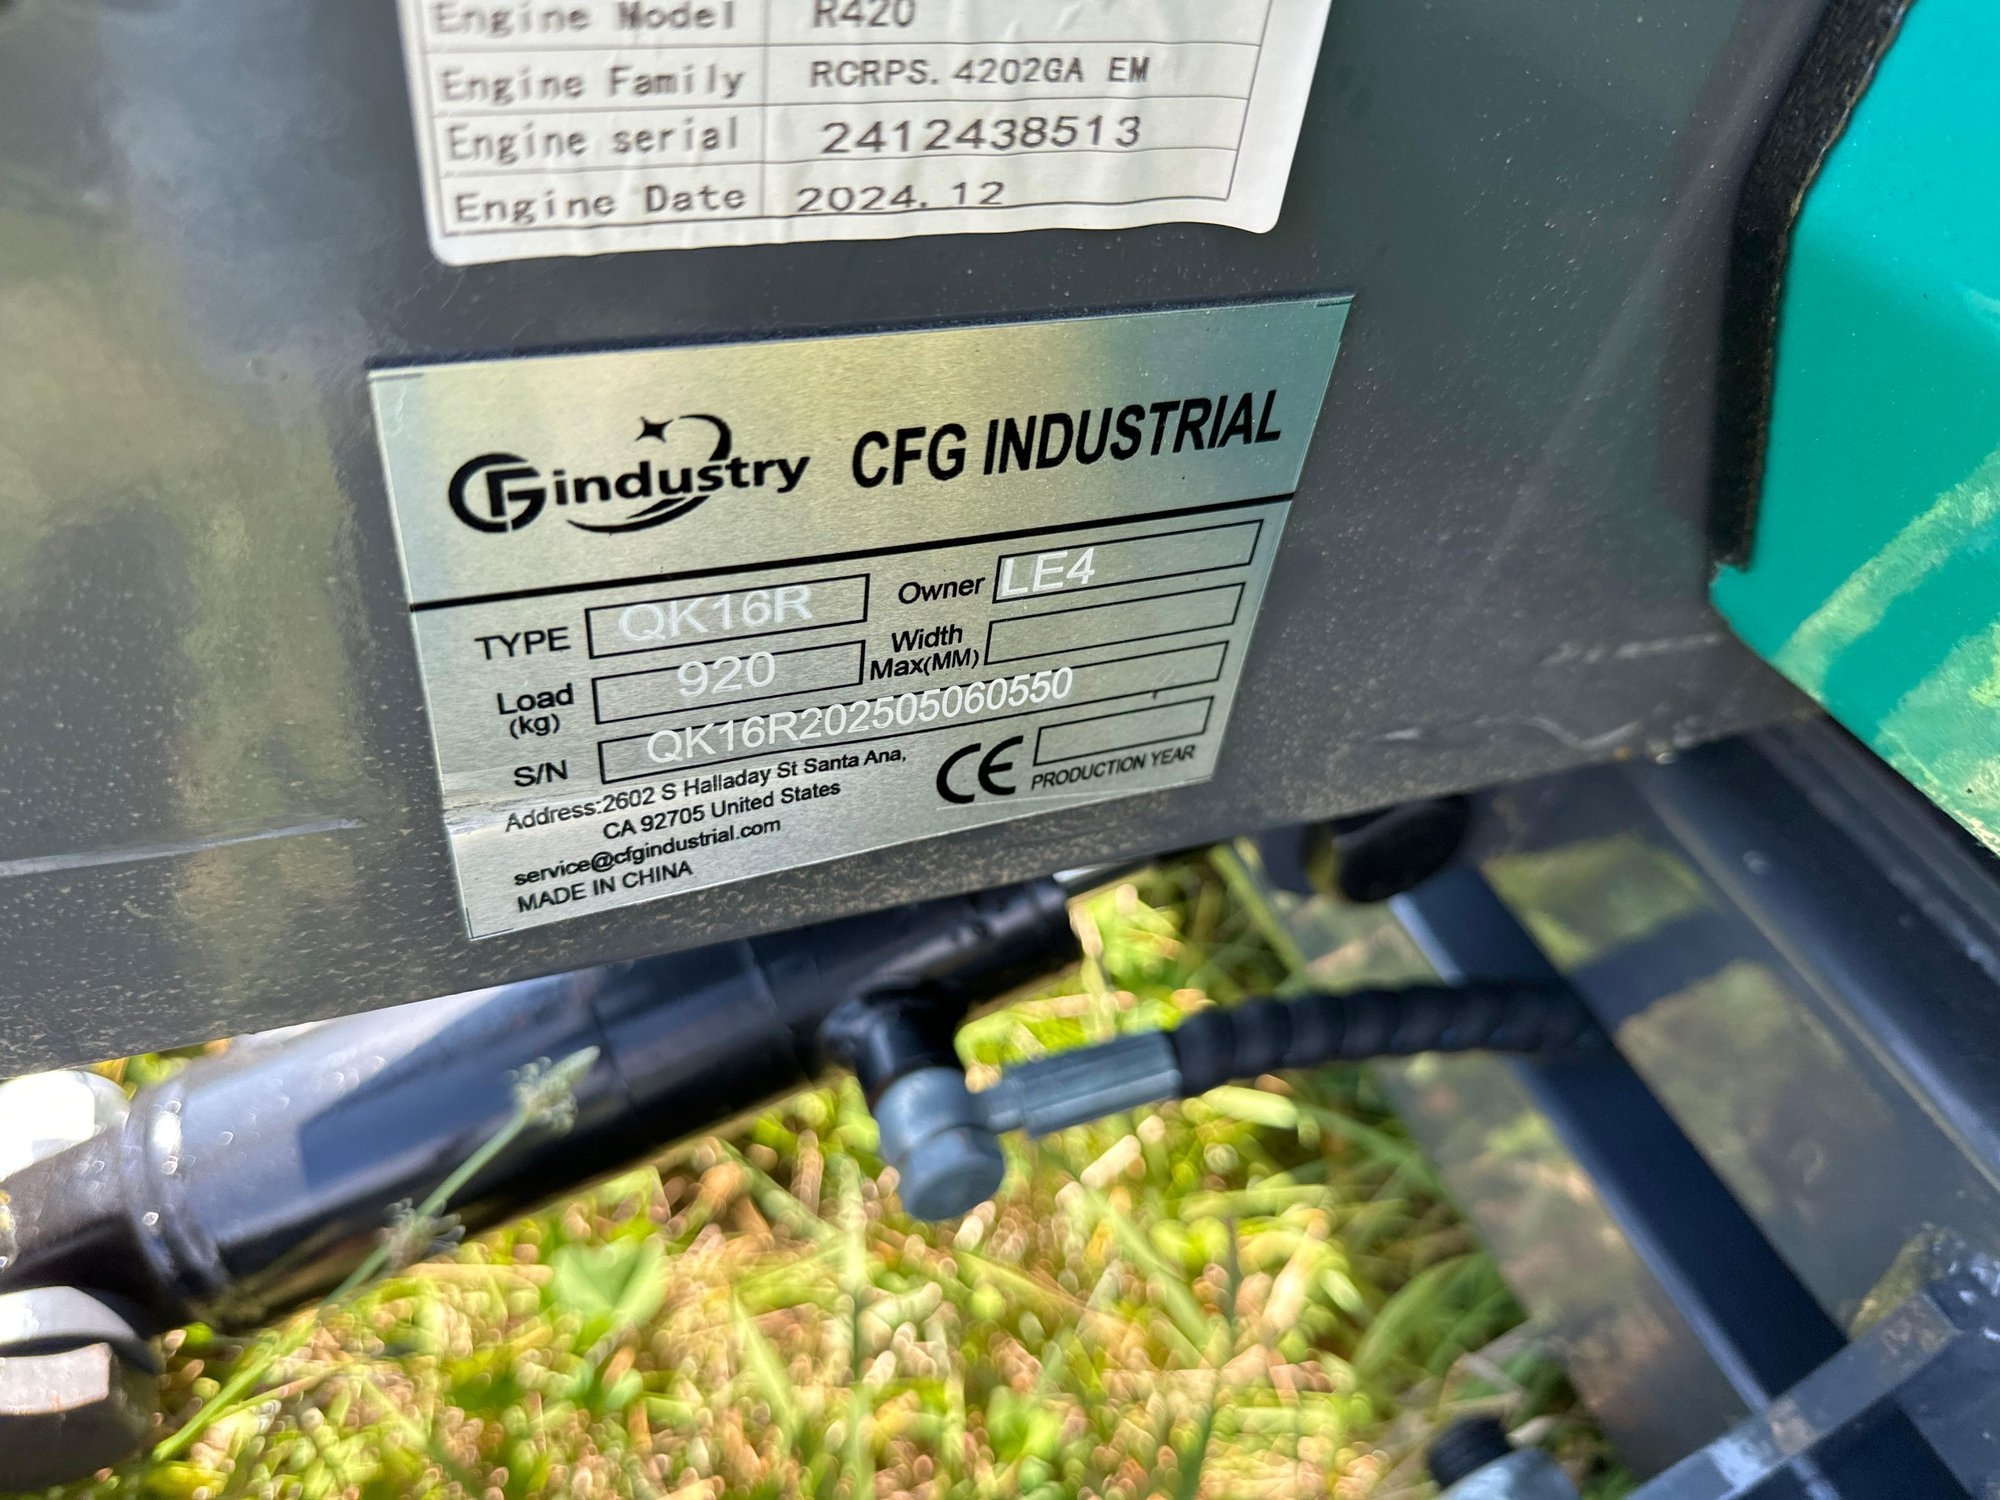 Engine Model R420
Engine Family RCRPS. 4202GA EM
Engine serial 2412438513
Engine Date 2024. 12
CFG industry CFG INDUSTRIAL
TYPE QK16R Owner LE4
Load (kg) 920 Width Max(MM)
S/N QK16R202505060550
Address:2602 S Halladay St Santa Ana,
CA 92705 United States
CE PRODUCTION YEAR
service@cfgindustrial.com
MADE IN CHINA